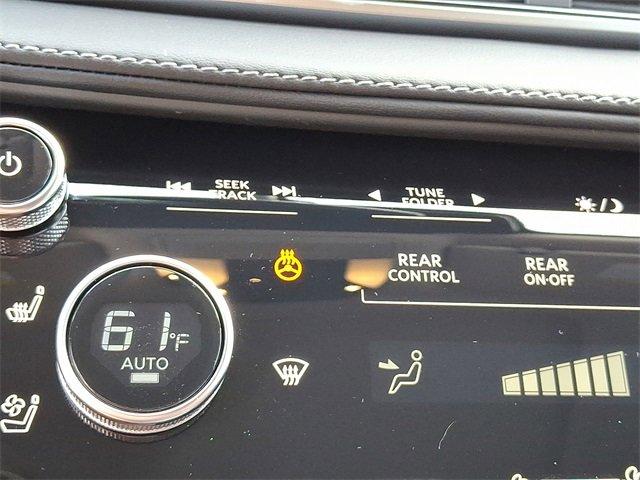 SEEK
TRACK
TUNE
FOLDER
REAR
CONTROL
REAR
ON·OFF
61°F
AUTO